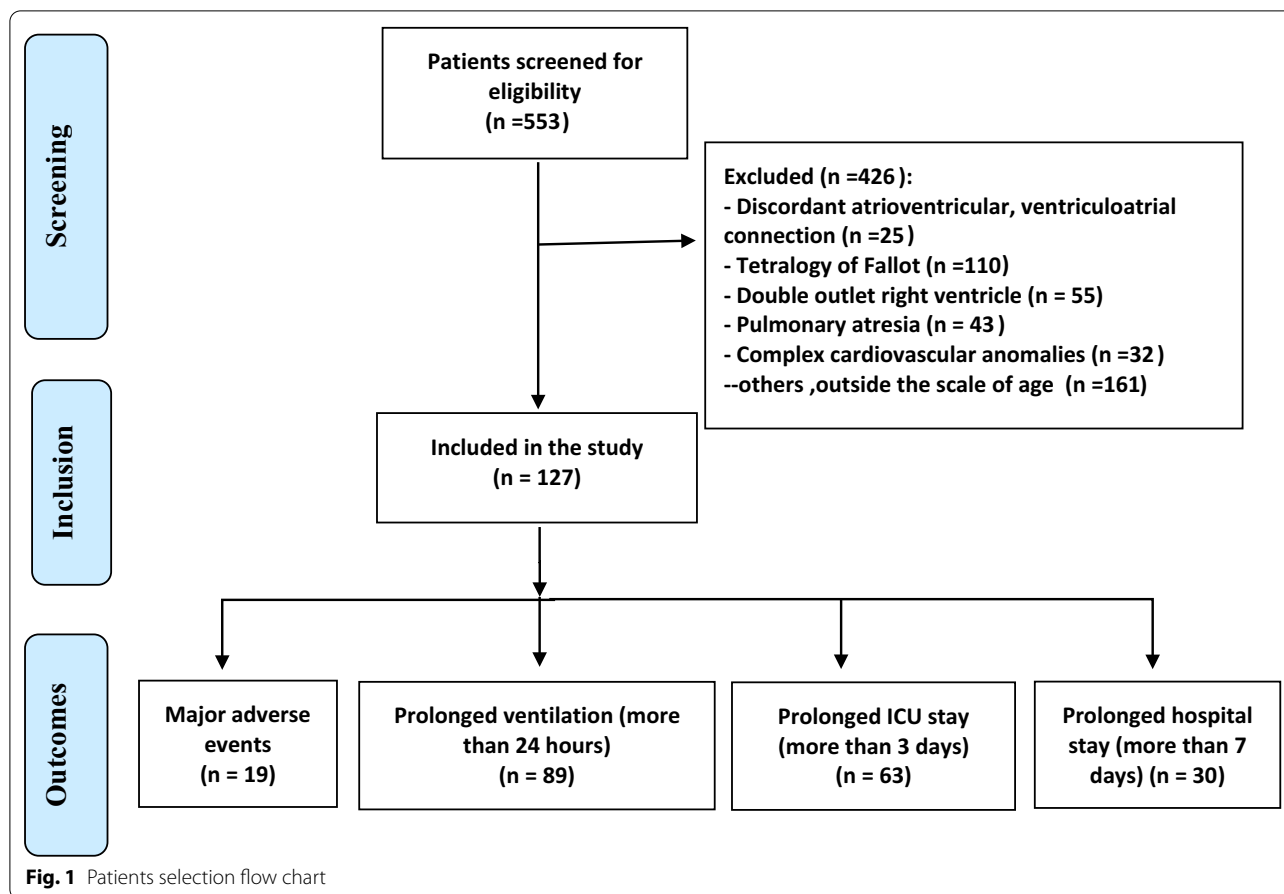 Screening
Patients screened for
eligibility
(n =553)
Excluded (n =426):
- Discordant atrioventricular, ventriculoatrial
connection (n =25)
- Tetralogy of Fallot (n =110)
- Double outlet right ventricle (n = 55)
- Pulmonary atresia (n = 43)
- Complex cardiovascular anomalies (n =32)
--others ,outside the scale of age (n =161)
Inclusion
Included in the study
(n = 127)
Outcomes
Major adverse
events
(n = 19)
Prolonged ventilation (more
than 24 hours)
(n = 89)
Prolonged ICU stay
(more than 3 days)
(n = 63)
Prolonged hospital
stay (more than 7
days) (n = 30)
Fig. 1 Patients selection flow chart